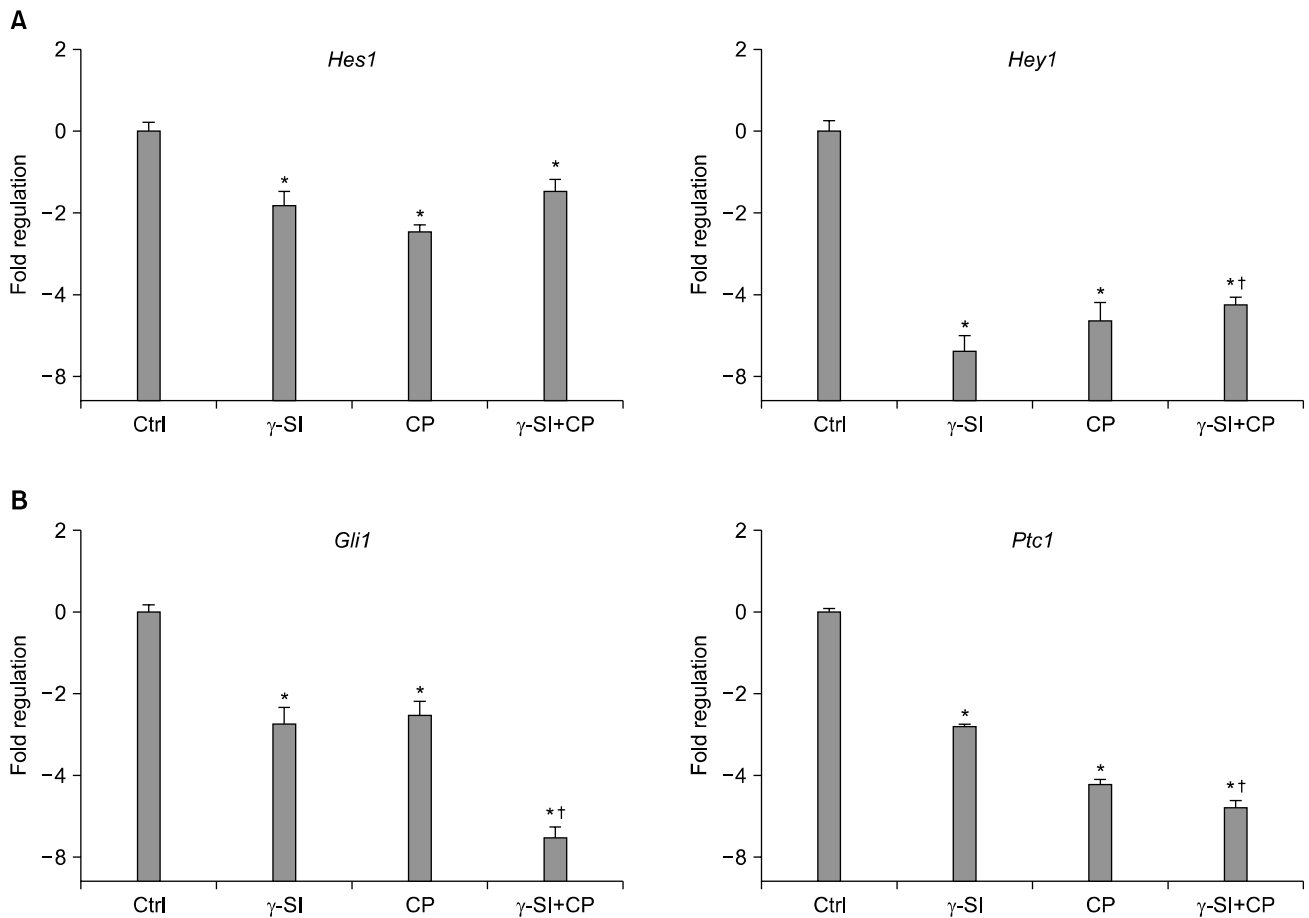 A
Hes1
2
0
−2
−4
−8
Fold regulation
*
*
*
Ctrl
γ-SI
CP
γ-SI+CP
Hey1
2
0
−2
−4
−8
Fold regulation
*
*
*†
Ctrl
γ-SI
CP
γ-SI+CP
B
Gli1
2
0
−2
−4
−8
Fold regulation
*
*
*†
Ctrl
γ-SI
CP
γ-SI+CP
Ptc1
2
0
−2
−4
−8
Fold regulation
*
*
*†
Ctrl
γ-SI
CP
γ-SI+CP